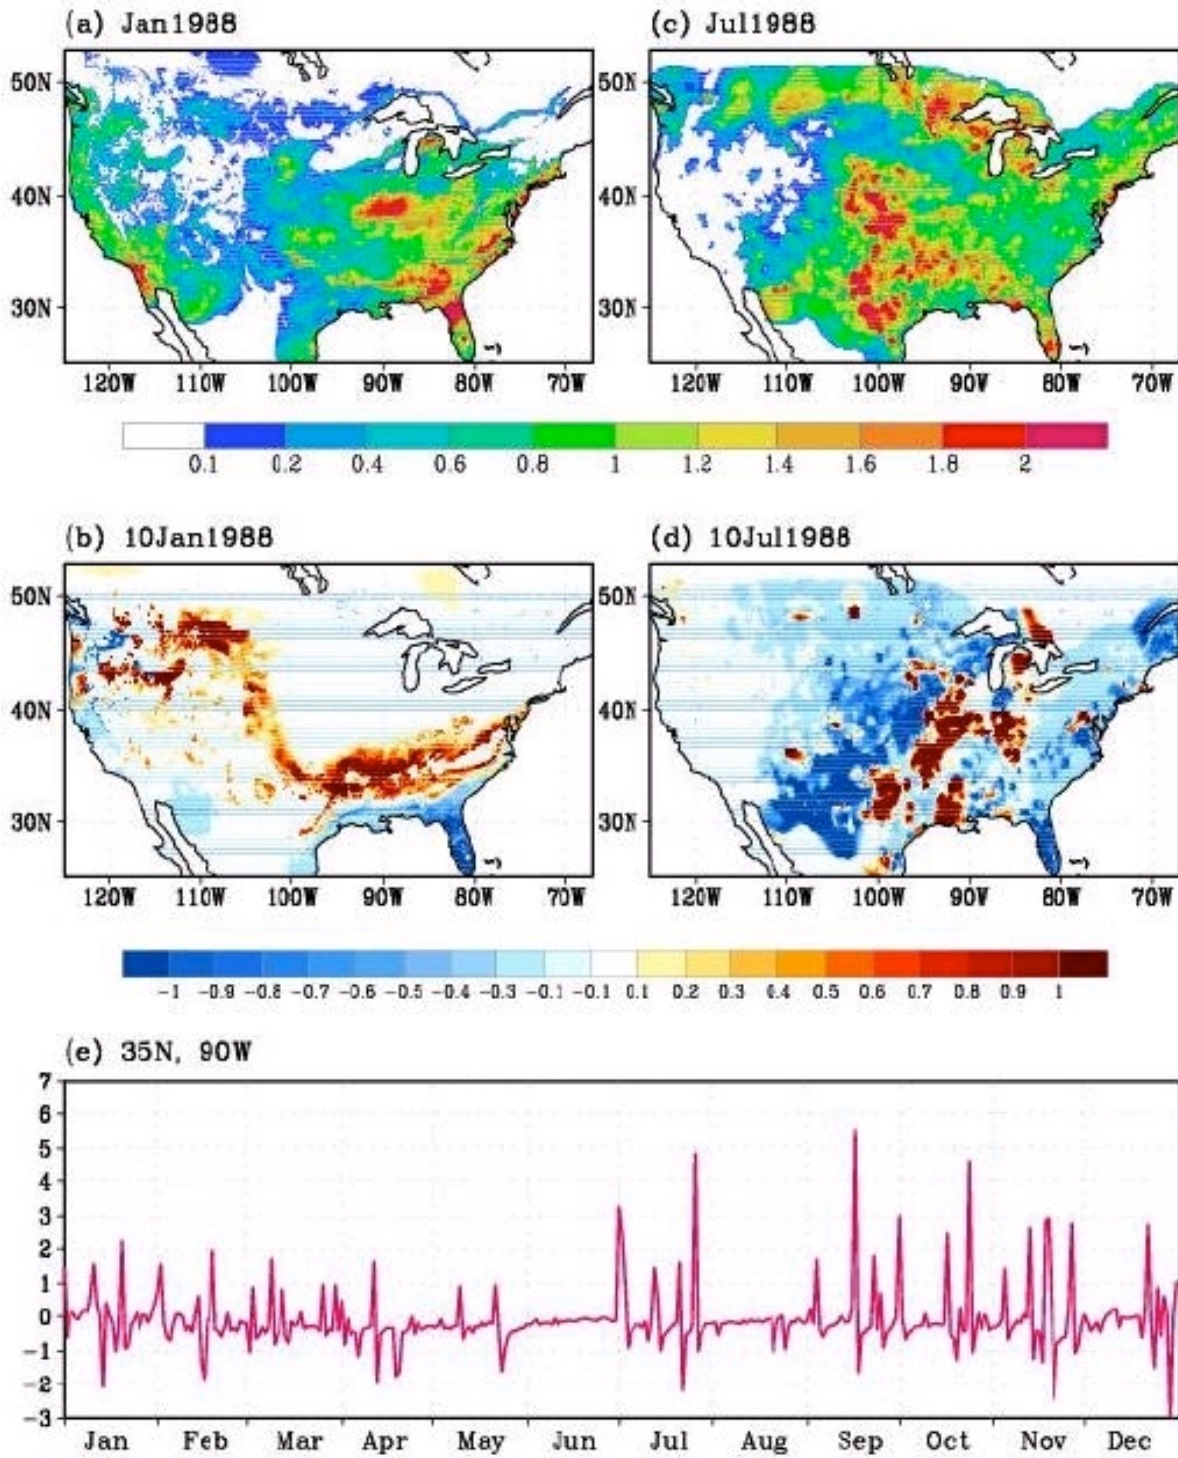 (a) Jan1988 (c) Jul1988
50N 50N
40N 40N
30N 30N
120W 110W 100W 90W 80W 70W 120W 110W 100W 90W 80W 70W
0.1 0.2 0.4 0.6 0.8 1 1.2 1.4 1.6 1.8 2
(b) 10Jan1988 (d) 10Jul1988
50N 50N
40N 40N
30N 30N
120W 110W 100W 90W 80W 70W 120W 110W 100W 90W 80W 70W
-1 -0.9 -0.8 -0.7 -0.6 -0.5 -0.4 -0.3 -0.1 -0.1 0.1 0.2 0.3 0.4 0.5 0.6 0.7 0.8 0.9 1
(e) 35N, 90W
7
6
5
4
3
2
1
0
-1
-2
-3
Jan Feb Mar Apr May Jun Jul Aug Sep Oct Nov Dec